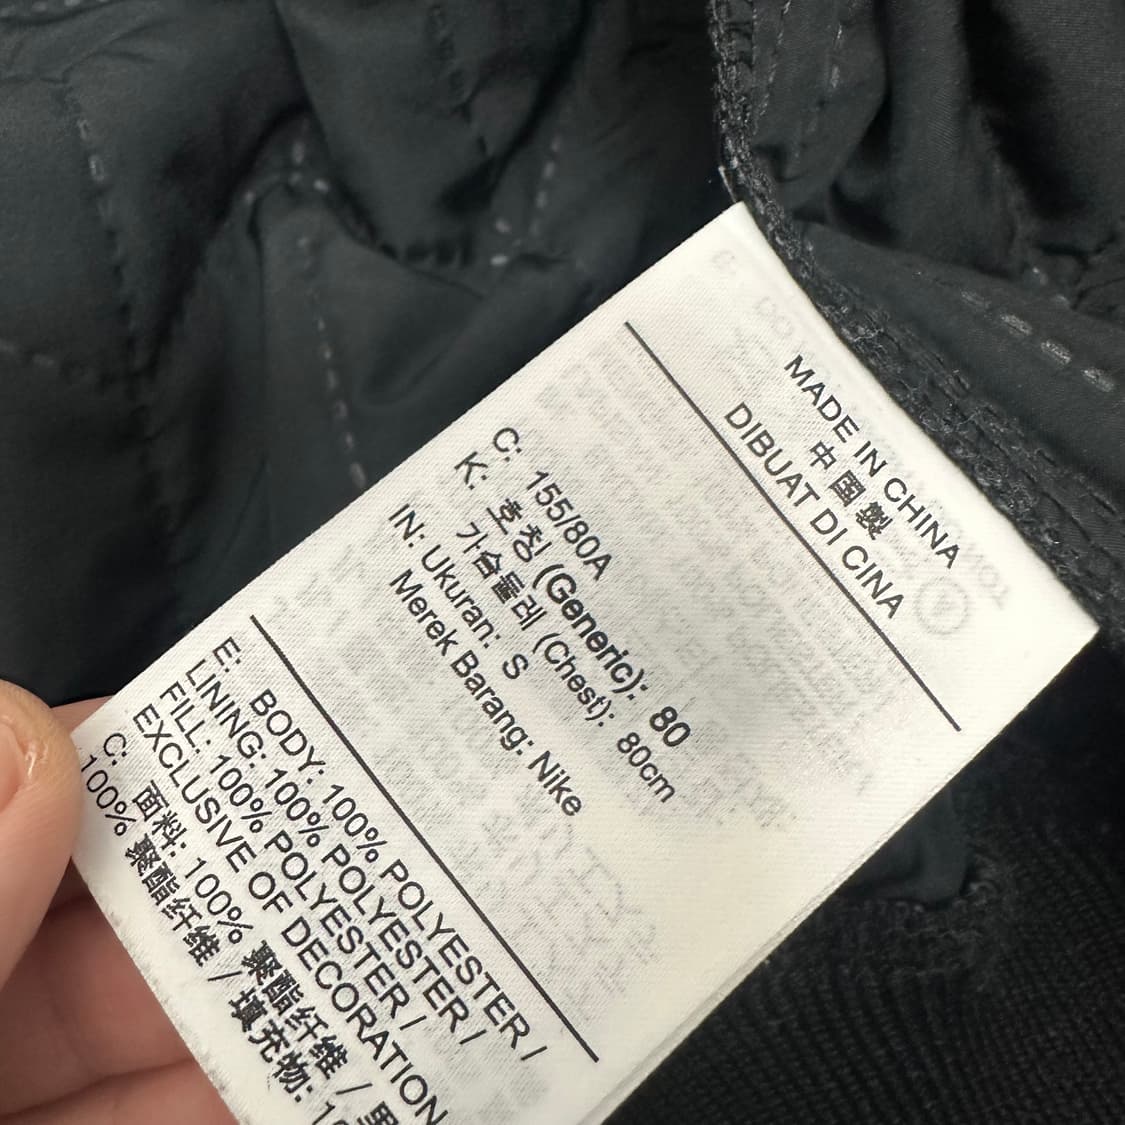 MADE IN CHINA
中國製
DIBUAT DI CINA
C: 155/80A
K: 호칭 (Generic): 80
가슴둘레 (Chest): 80cm
IN: Ukuran: S
Merek Barang: Nike
E: BODY: 100% POLYESTER /
LINING: 100% POLYESTER /
FILL: 100% POLYESTER /
EXCLUSIVE OF DECORATION
C: 面料: 100% 聚酯纤维 / 里
100% 聚酯纤维 / 填充物: